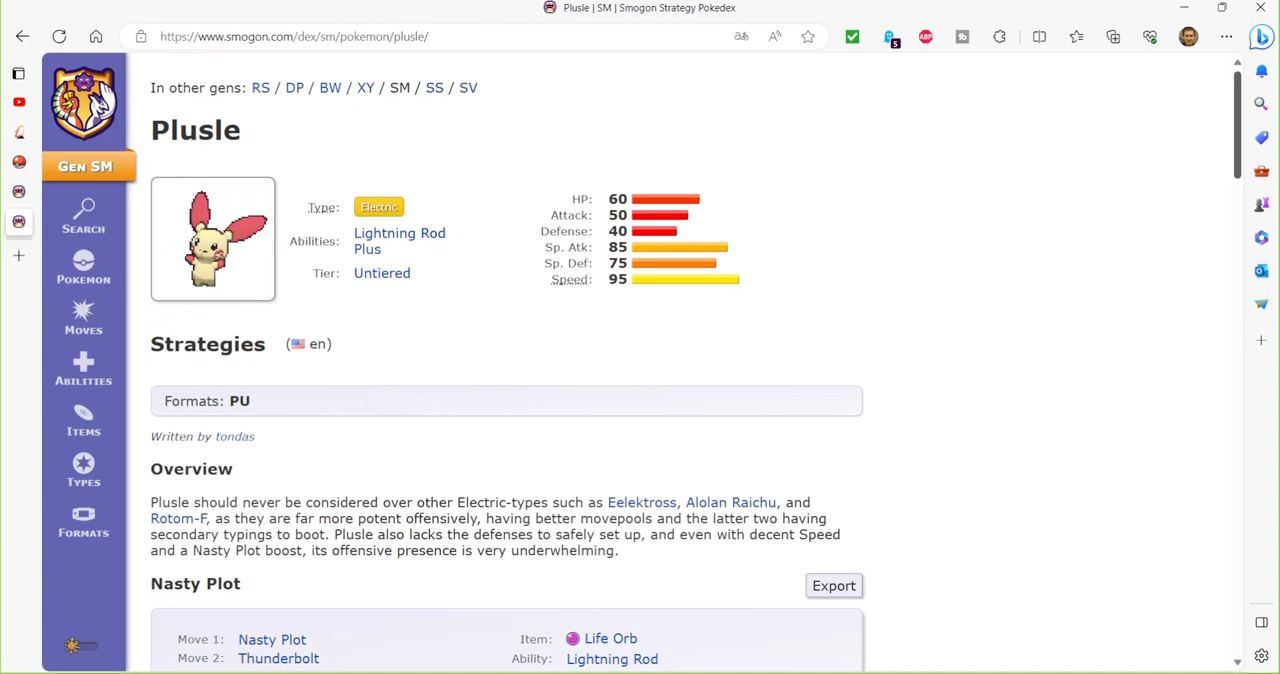 Plusle | SM | Smogon Strategy Pokedex
https://www.smogon.com/dex/sm/pokemon/plusle/
5
ABP
In other gens: RS / DP / BW / XY / SM / SS / SV
Plusle
GEN SM
SEARCH
POKEMON
MOVES
ABILITIES
ITEMS
TYPES
FORMATS
Type: Electric
Abilities: Lightning Rod
Plus
Tier: Untiered
HP: 60
Attack: 50
Defense: 40
Sp. Atk: 85
Sp. Def: 75
Speed: 95
Strategies (en)
Formats: PU
Written by tondas
Overview
Plusle should never be considered over other Electric-types such as Eelektross, Alolan Raichu, and
Rotom-F, as they are far more potent offensively, having better movepools and the latter two having
secondary typings to boot. Plusle also lacks the defenses to safely set up, and even with decent Speed
and a Nasty Plot boost, its offensive presence is very underwhelming.
Nasty Plot
Export
Move 1: Nasty Plot
Move 2: Thunderbolt
Item: Life Orb
Ability: Lightning Rod